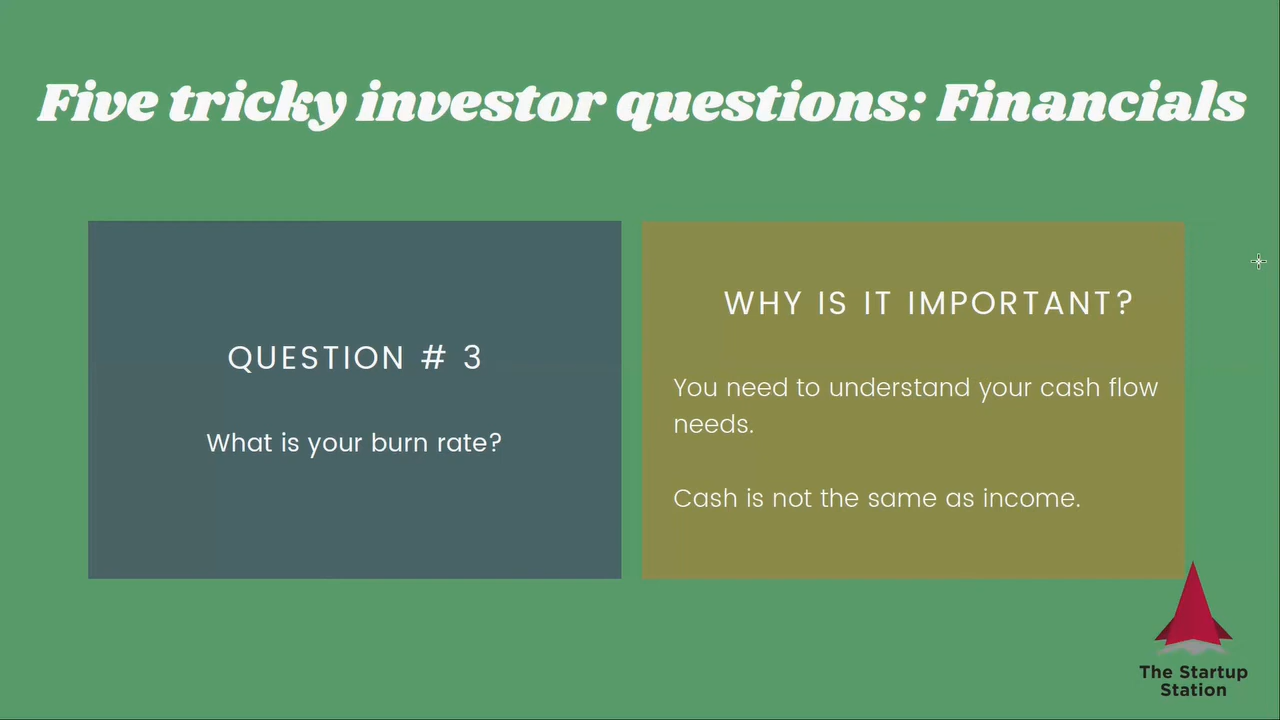 Five tricky investor questions: Financials
QUESTION # 3
What is your burn rate?
WHY IS IT IMPORTANT?
You need to understand your cash flow
needs.
Cash is not the same as income.
The Startup
Station